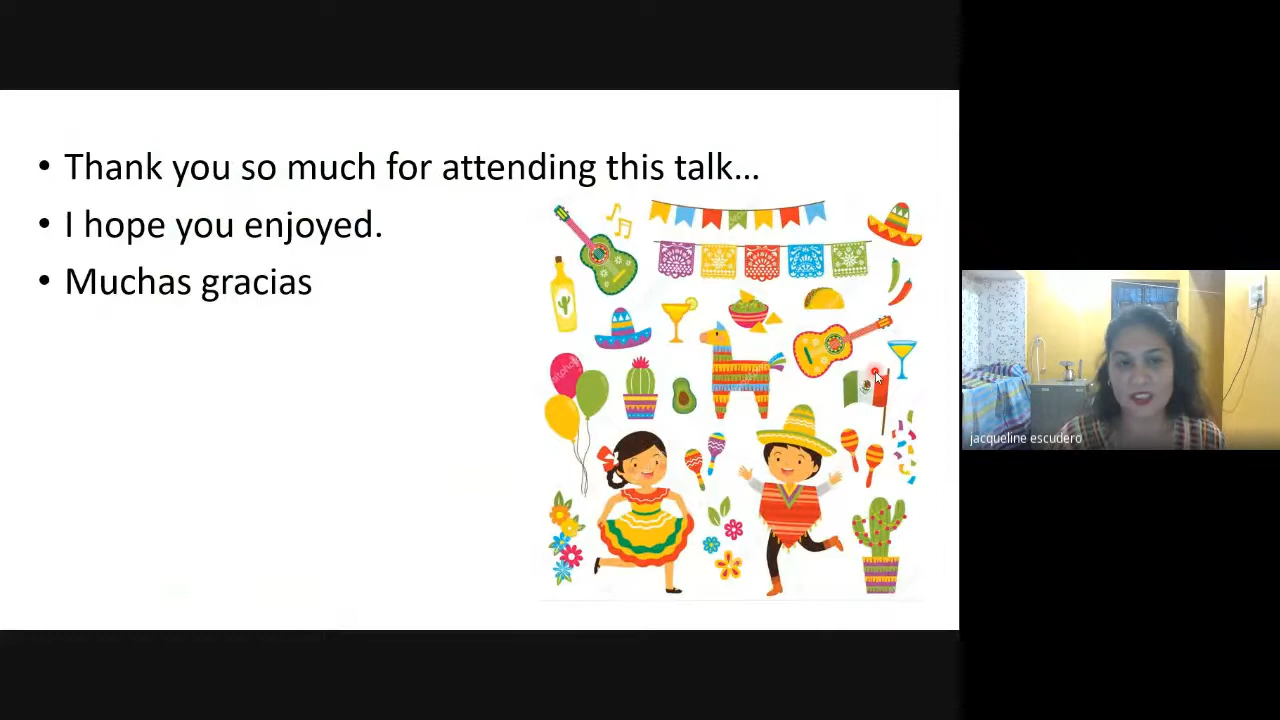 • Thank you so much for attending this talk…
• I hope you enjoyed.
• Muchas gracias
jacqueline escudero